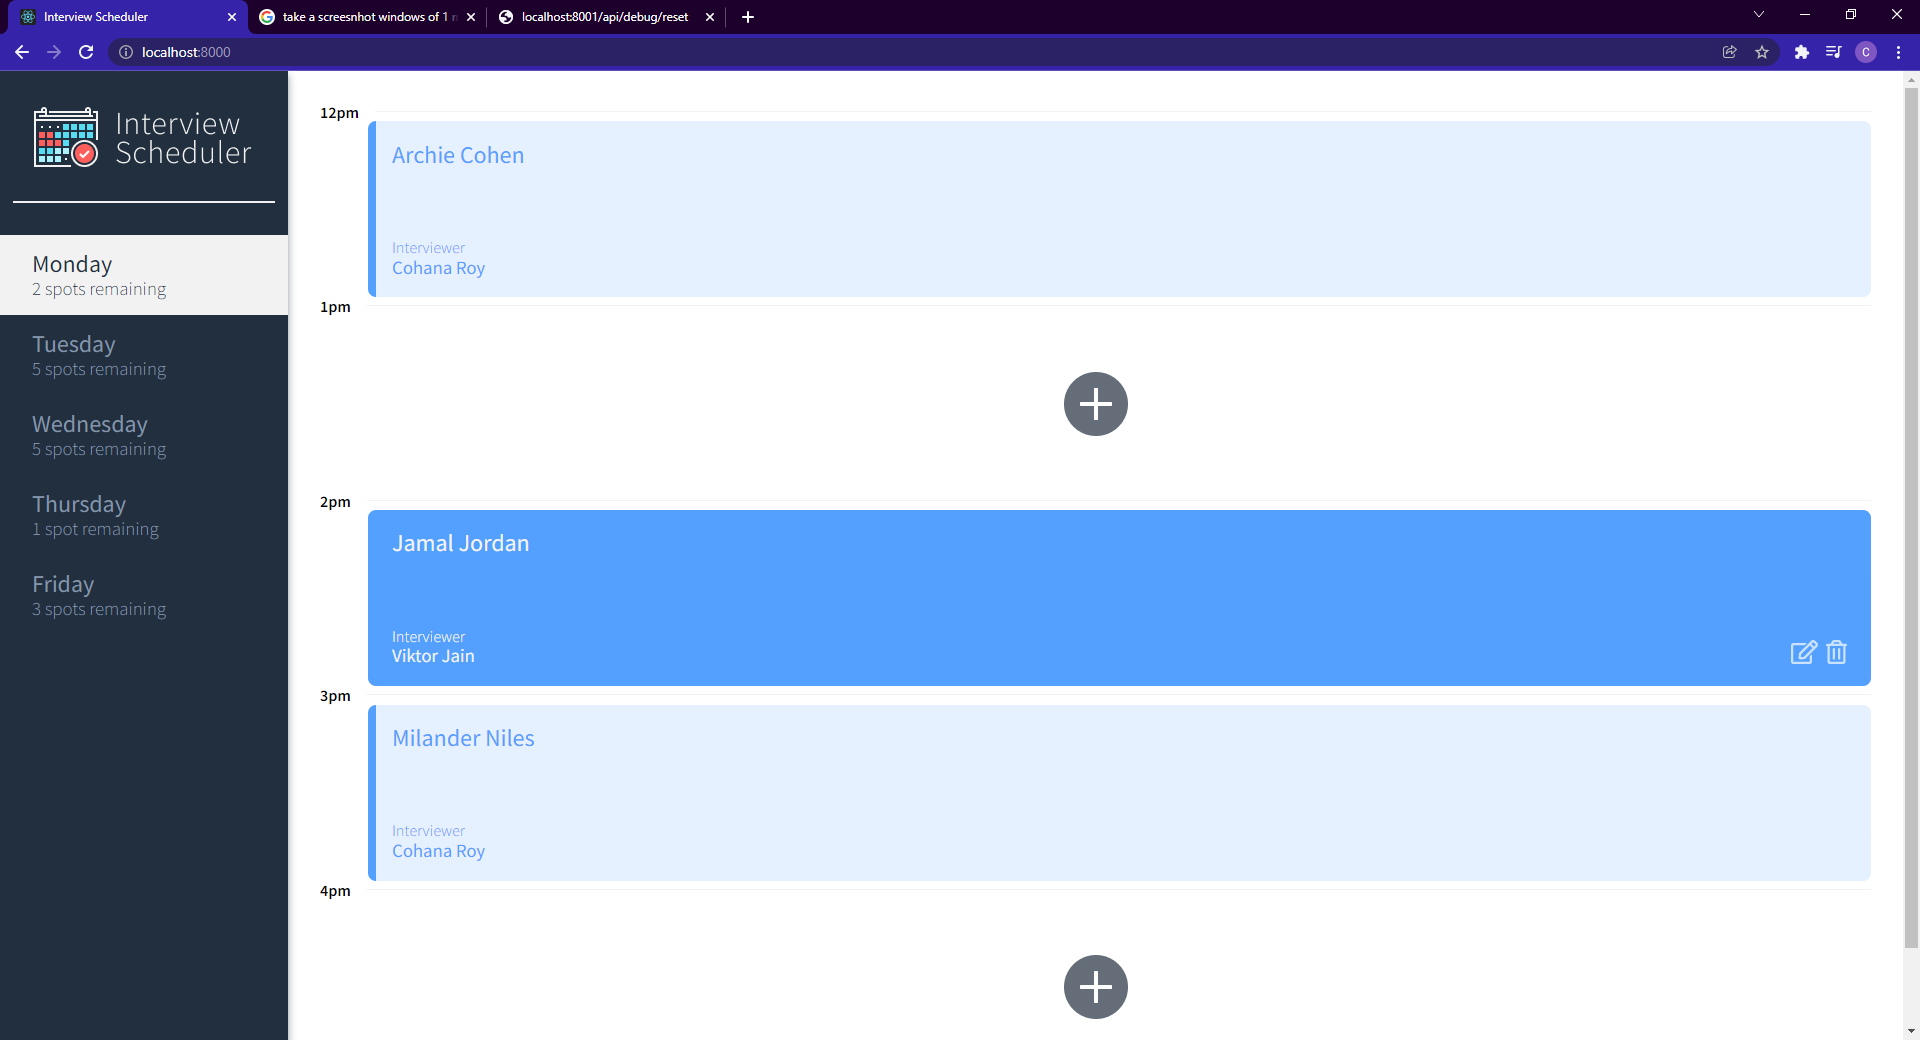 Interview Scheduler
take a screesnhot windows of 1
localhost:8001/api/debug/reset
localhost:8000
C
Interview
Scheduler
Monday
2 spots remaining
Tuesday
5 spots remaining
Wednesday
5 spots remaining
Thursday
1 spot remaining
Friday
3 spots remaining
12pm
Archie Cohen
Interviewer
Cohana Roy
1pm
2pm
Jamal Jordan
Interviewer
Viktor Jain
3pm
Milander Niles
Interviewer
Cohana Roy
4pm